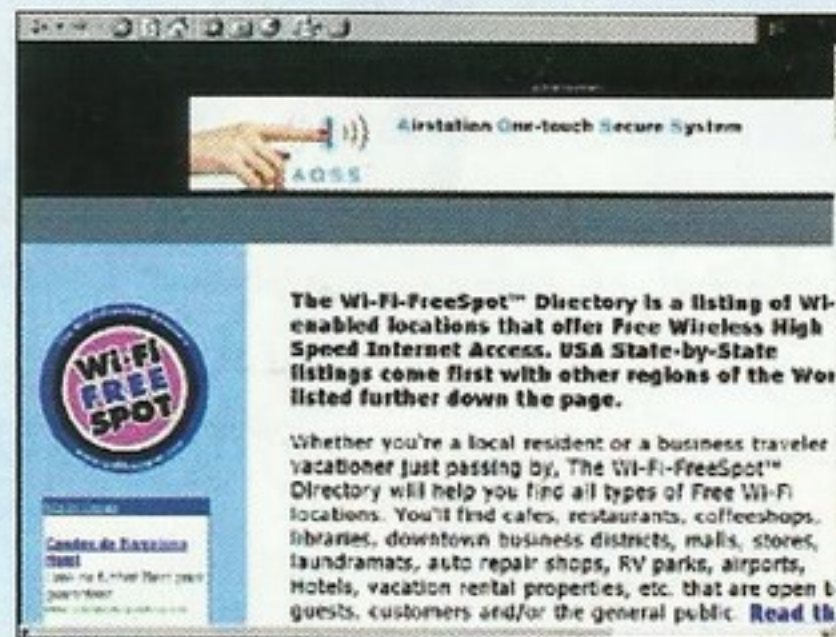 Airstation One-touch Secure System
AOSS
The Wi-Fi-FreeSpot™ Directory is a listing of Wi-
enabled locations that offer Free Wireless High
Speed Internet Access. USA State-by-State
listings come first with other regions of the Wor
listed further down the page.
Wi-Fi
FREE
SPOT
Whether you're a local resident or a business traveler
vacationer just passing by, The Wi-Fi-FreeSpot™
Directory will help you find all types of Free Wi-Fi
locations. You'll find cafes, restaurants, coffeeshops,
libraries, downtown business districts, malls, stores,
laundramats, auto repair shops, RV parks, airports,
Hotels, vacation rental properties, etc. that are open
guests, customers and/or the general public. Read th
Condes de Barcelona
Hotel